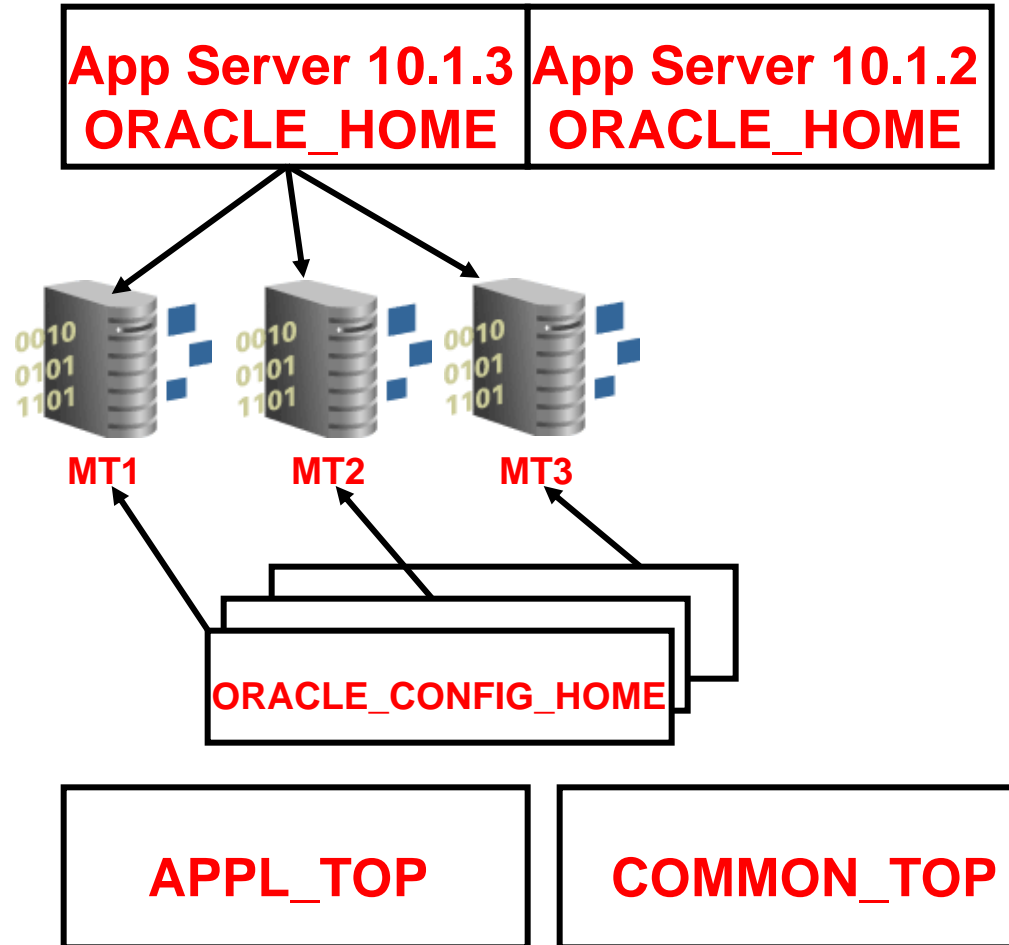 App Server 10.1.3
ORACLE_HOME
App Server 10.1.2
ORACLE_HOME
0010
0101
1101
0010
0101
1101
0010
0101
1101
MT1
MT2
MT3
ORACLE_CONFIG_HOME
APPL_TOP
COMMON_TOP